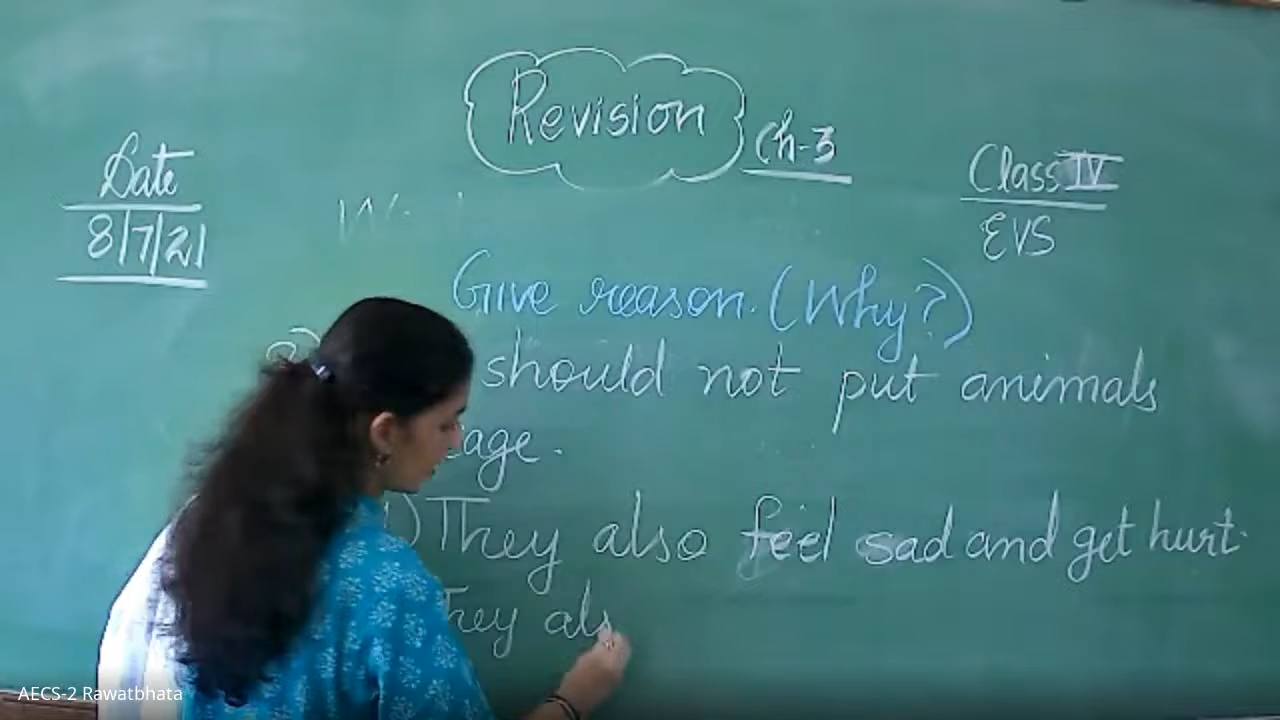 Revision
Ch-3
Date
8/7/21
Class IV
EVS
Give reason. (Why?)
should not put animals
cage.
1) They also feel sad and get hurt.
They als
AECS-2 Rawatbhata